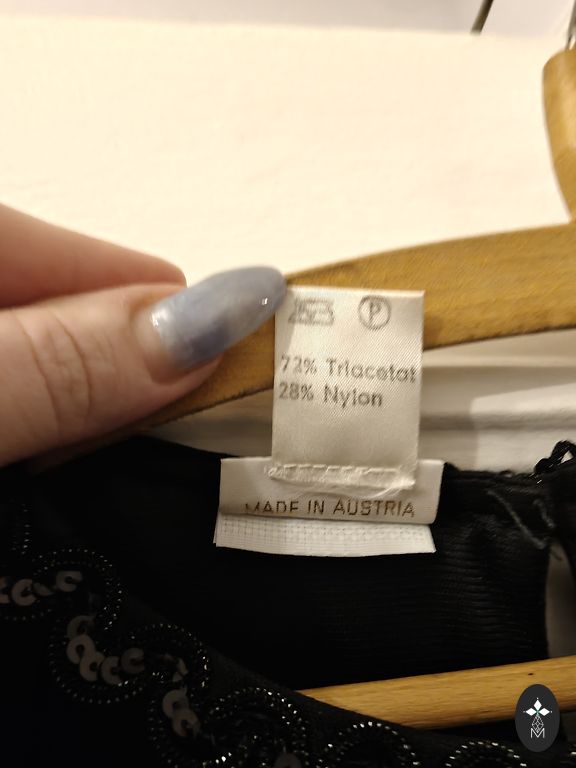 P
72% Triacetat
28% Nylon
MADE IN AUSTRIA
M